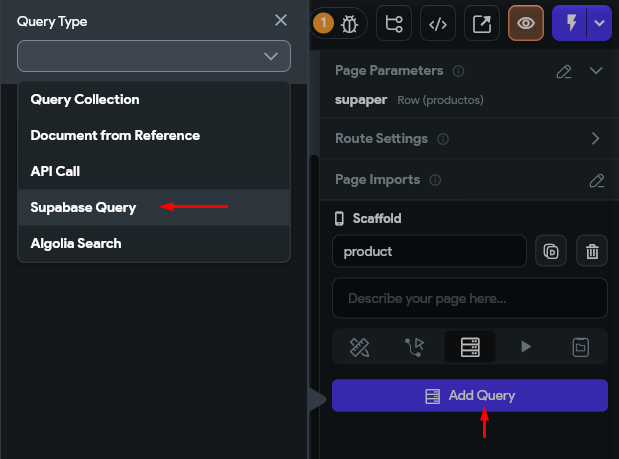 Query Type
Query Collection
Document from Reference
API Call
Supabase Query
Algolia Search
1
Page Parameters
supaper Row (productos)
Route Settings
Page Imports
Scaffold
product
Describe your page here...
Add Query